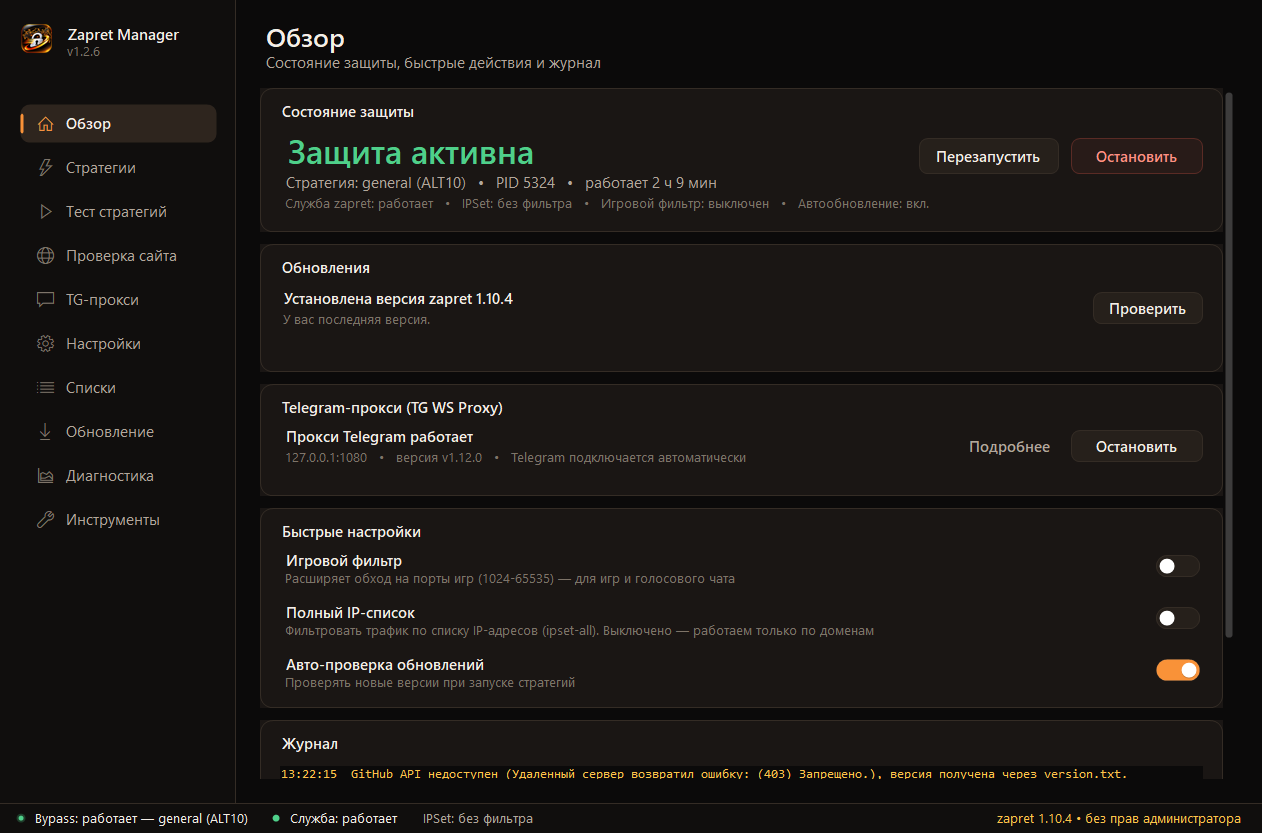 Zapret Manager
v1.2.6
Обзор
Стратегии
Тест стратегий
Проверка сайта
TG-прокси
Настройки
Списки
Обновление
Диагностика
Инструменты
Обзор
Состояние защиты, быстрые действия и журнал
Состояние защиты
Защита активна
Стратегия: general (ALT10) • PID 5324 • работает 2 ч 9 мин
Служба zapret: работает • IPSet: без фильтра • Игровой фильтр: выключен • Автообновление: вкл.
Перезапустить
Остановить
Обновления
Установлена версия zapret 1.10.4
У вас последняя версия.
Проверить
Telegram-прокси (TG WS Proxy)
Прокси Telegram работает
127.0.0.1:1080 • версия v1.12.0 • Telegram подключается автоматически
Подробнее
Остановить
Быстрые настройки
Игровой фильтр
Расширяет обход на порты игр (1024-65535) — для игр и голосового чата
Полный IP-список
Фильтровать трафик по списку IP-адресов (ipset-all). Выключено — работаем только по доменам
Авто-проверка обновлений
Проверять новые версии при запуске стратегий
Журнал
13:22:15 GitHub API недоступен (Удаленный сервер возвратил ошибку: (403) Запрещено.), версия получена через version.txt.
Bypass: работает — general (ALT10)
Служба: работает
IPSet: без фильтра
zapret 1.10.4 • без прав администратора